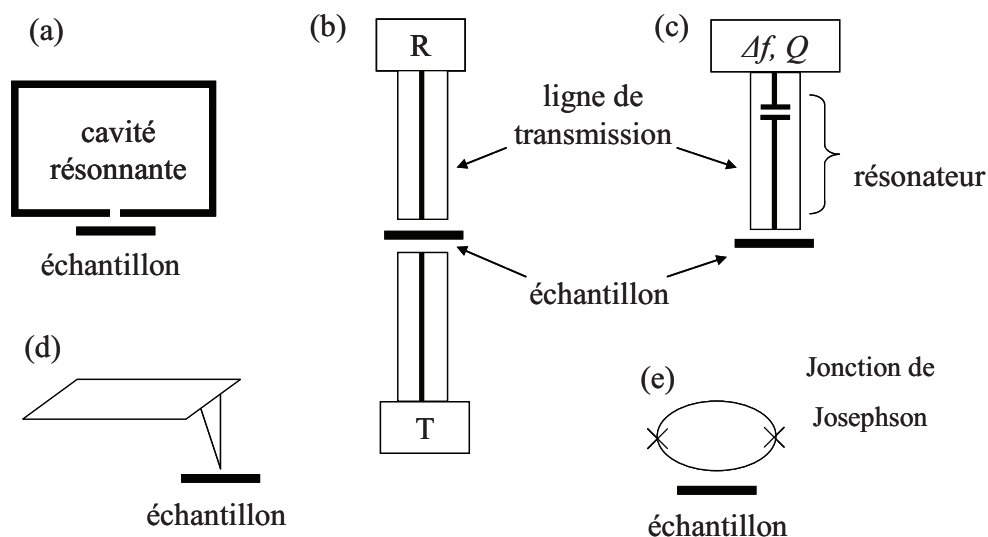 (a)
cavité
résonnante
échantillon
(b)
R
ligne de
transmission
échantillon
T
(c)
Δf, Q
résonateur
(d)
échantillon
(e)
Jonction de
Josephson
échantillon